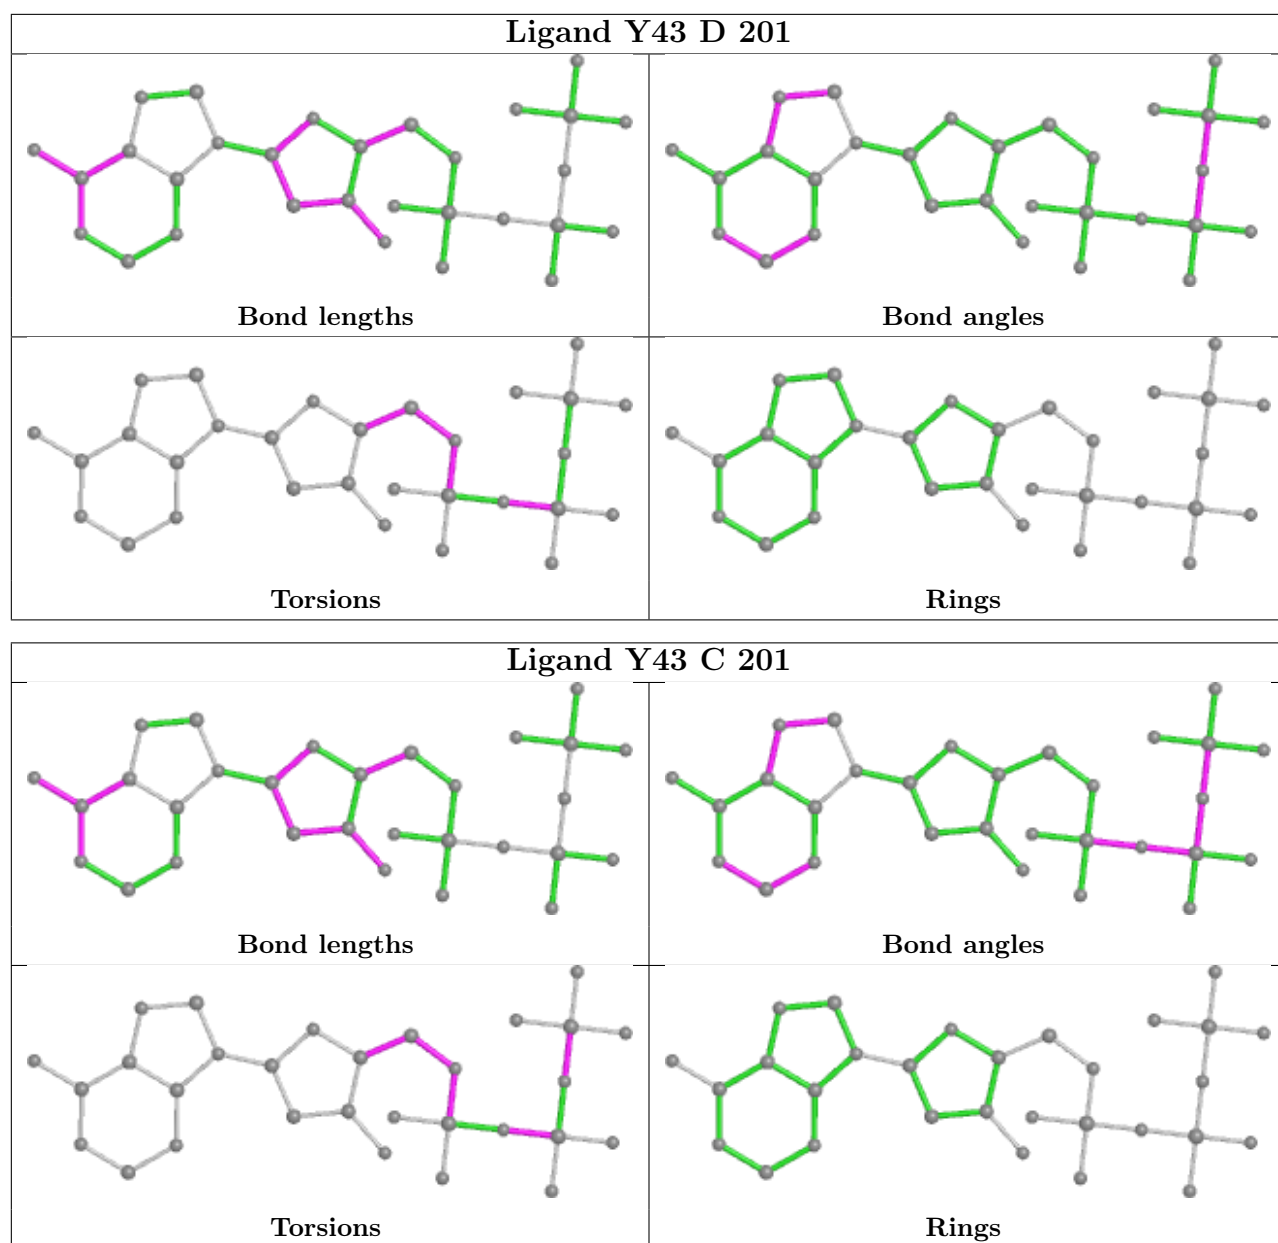 Ligand Y43 D 201
Bond lengths
Bond angles
Torsions
Rings
Ligand Y43 C 201
Bond lengths
Bond angles
Torsions
Rings